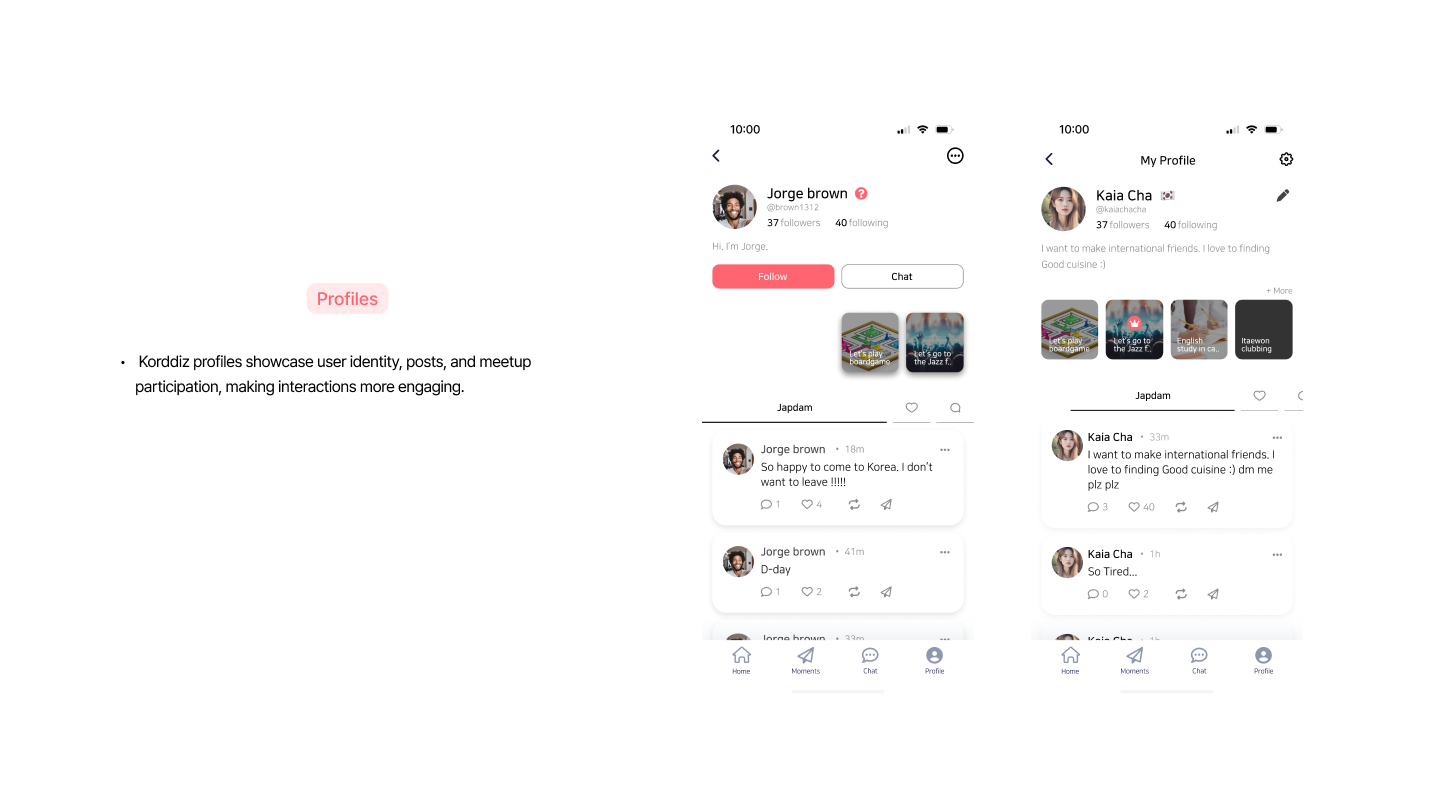 Profiles
• Korddiz profiles showcase user identity, posts, and meetup
participation, making interactions more engaging.
10:00
Jorge brown ?
@brown1312
37 followers 40 following
Hi, I'm Jorge.
Follow
Chat
Let's play
boardgame
Let's go to
the Jazz f..
Japdam
Jorge brown • 18m
So happy to come to Korea. I don't
want to leave !!!!!
1 4
Jorge brown • 41m
D-day
1 2
Jorge brown • 33m
Home
Moments
Chat
Profile
10:00
My Profile
Kaia Cha
@kaiachacha
37 followers 40 following
I want to make international friends. I love to finding
Good cuisine :)
+ More
Let's play
boardgame
Let's go to
the Jazz f..
English
study in ca..
Itaewon
clubbing
Japdam
Kaia Cha • 33m
I want to make international friends. I
love to finding Good cuisine :) dm me
plz plz
3 40
Kaia Cha • 1h
So Tired...
0 2
Kaia Cha • 1h
Home
Moments
Chat
Profile